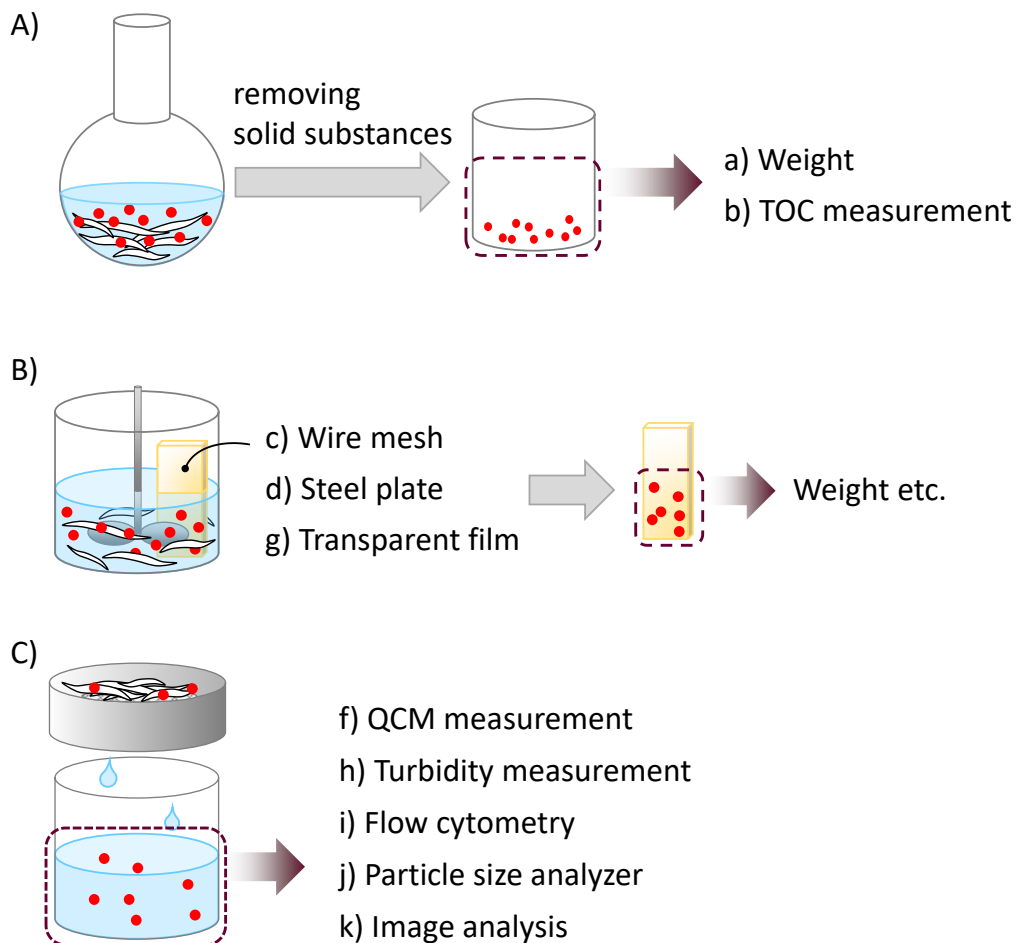 A)
removing
solid substances
a) Weight
b) TOC measurement
B)
c) Wire mesh
d) Steel plate
g) Transparent film
Weight etc.
C)
f) QCM measurement
h) Turbidity measurement
i) Flow cytometry
j) Particle size analyzer
k) Image analysis